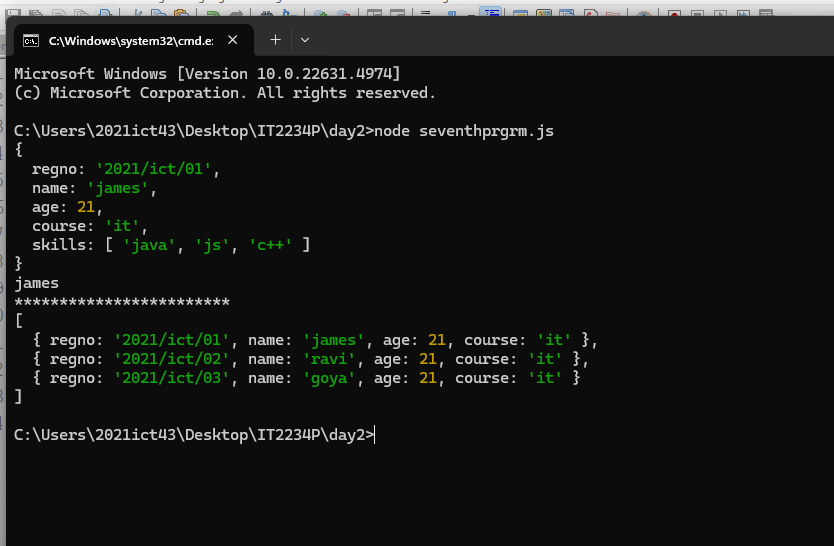 C:\Windows\system32\cmd.e:
Microsoft Windows [Version 10.0.22631.4974]
(c) Microsoft Corporation. All rights reserved.
C:\Users\2021ict43\Desktop\IT2234P\day2>node seventhprgrm.js
{
  regno: '2021/ict/01',
  name: 'james',
  age: 21,
  course: 'it',
  skills: [ 'java', 'js', 'c++' ]
}
james
************************
[
  { regno: '2021/ict/01', name: 'james', age: 21, course: 'it' },
  { regno: '2021/ict/02', name: 'ravi', age: 21, course: 'it' },
  { regno: '2021/ict/03', name: 'goya', age: 21, course: 'it' }
]
C:\Users\2021ict43\Desktop\IT2234P\day2>